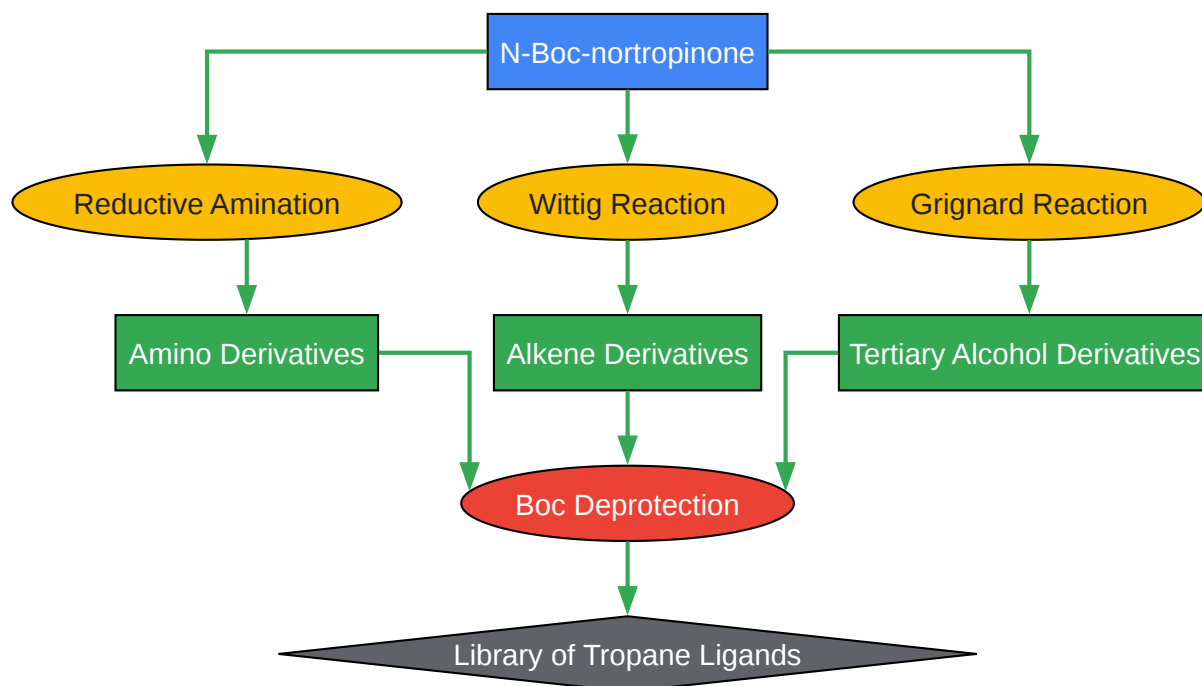 N-Boc-nortropinone
Reductive Amination
Wittig Reaction
Grignard Reaction
Amino Derivatives
Alkene Derivatives
Tertiary Alcohol Derivatives
Boc Deprotection
Library of Tropane Ligands